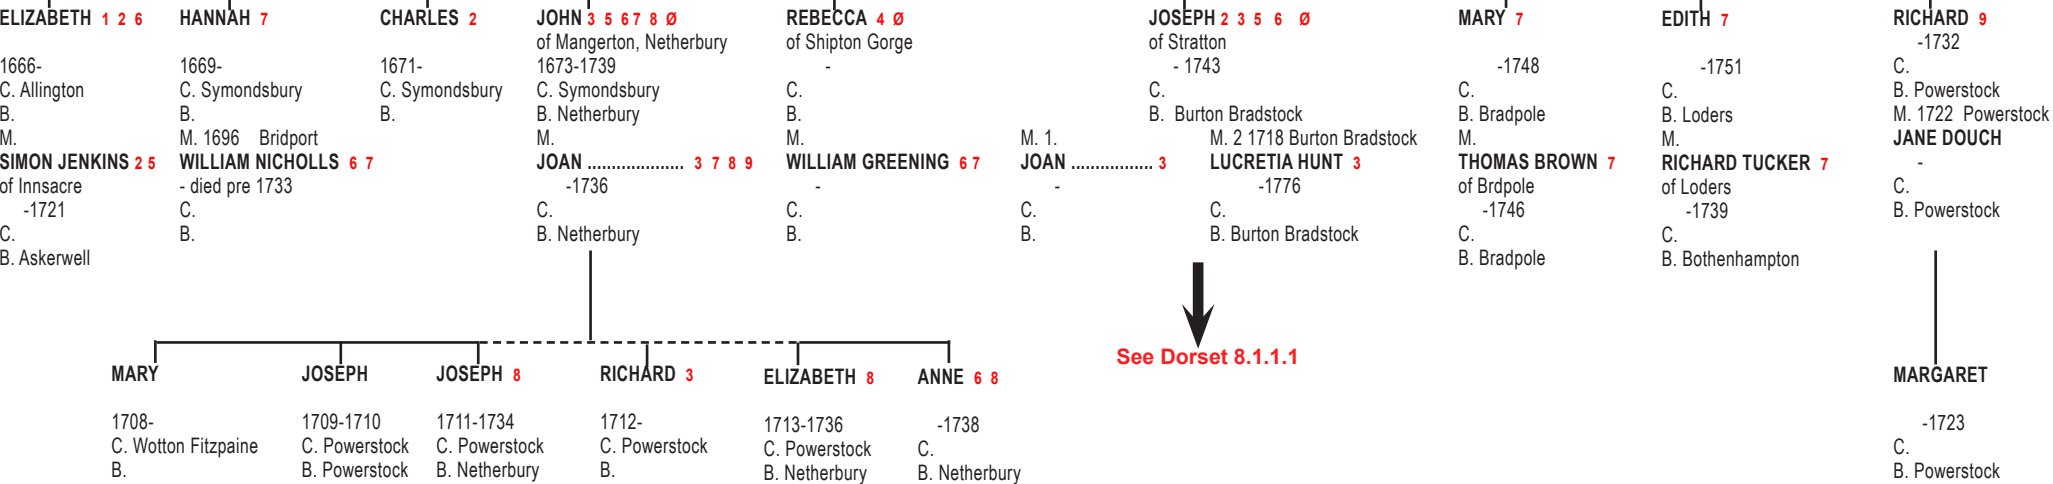 ELIZABETH 1 2 6
1666-
C. Allington
B.
M.
SIMON JENKINS 2 5
of Innsacre
-1721
C.
B. Askerwell
HANNAH 7
1669-
C. Symondsbury
B.
M. 1696 Bridport
WILLIAM NICHOLLS 6 7
- died pre 1733
C.
B.
CHARLES 2
1671-
C. Symondsbury
B.
JOHN 3 5 6 7 8 Ø
of Mangerton, Netherbury
1673-1739
C. Symondsbury
B. Netherbury
M.
JOAN .................... 3 7 8 9
-1736
C.
B. Netherbury
REBECCA 4 Ø
of Shipton Gorge
-
C.
B.
M.
WILLIAM GREENING 6 7
-
C.
B.
JOSEPH 2 3 5 6 Ø
of Stratton
- 1743
C.
B. Burton Bradstock
M. 1.
JOAN ................. 3
-
C.
B.
M. 2 1718 Burton Bradstock
LUCRETIA HUNT 3
-1776
C.
B. Burton Bradstock
MARY 7
-1748
C.
B. Bradpole
M.
THOMAS BROWN 7
of Brdpole
-1746
C.
B. Bradpole
EDITH 7
-1751
C.
B. Loders
M.
RICHARD TUCKER 7
of Loders
-1739
C.
B. Bothenhampton
RICHARD 9
-1732
C.
B. Powerstock
M. 1722 Powerstock
JANE DOUCH
-
C.
B. Powerstock
See Dorset 8.1.1.1
MARY
1708-
C. Wotton Fitzpaine
B.
JOSEPH
1709-1710
C. Powerstock
B. Powerstock
JOSEPH 8
1711-1734
C. Powerstock
B. Netherbury
RICHARD 3
1712-
C. Powerstock
B.
ELIZABETH 8
1713-1736
C. Powerstock
B. Netherbury
ANNE 6 8
-1738
C.
B. Netherbury
MARGARET
-1723
C.
B. Powerstock